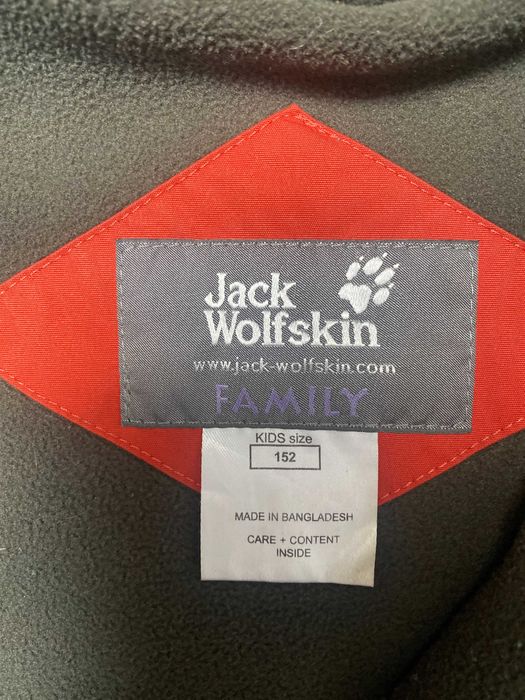 Jack
Wolfskin
www.jack-wolfskin.com
FAMILY
KIDS size
152
MADE IN BANGLADESH
CARE + CONTENT
INSIDE